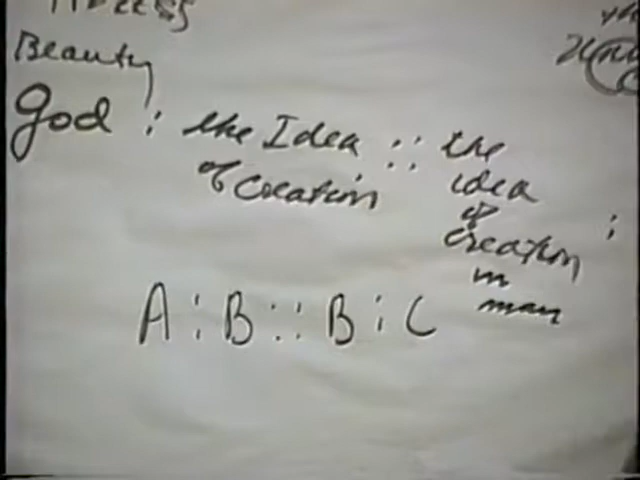 Beauty
God : the Idea :: the
of Creation idea
of
creation :
in
man
A : B :: B : C